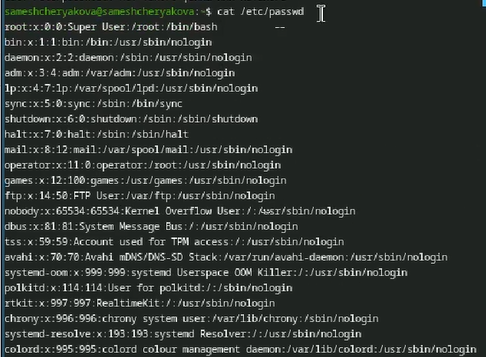 sameshcheryakova@sameshcheryakova:~$ cat /etc/passwd
root:x:0:0:Super User:/root:/bin/bash
bin:x:1:1:bin:/bin:/usr/sbin/nologin
daemon:x:2:2:daemon:/sbin:/usr/sbin/nologin
adm:x:3:4:adm:/var/adm:/usr/sbin/nologin
lp:x:4:7:lp:/var/spool/lpd:/usr/sbin/nologin
sync:x:5:0:sync:/sbin:/bin/sync
shutdown:x:6:0:shutdown:/sbin:/sbin/shutdown
halt:x:7:0:halt:/sbin:/sbin/halt
mail:x:8:12:mail:/var/spool/mail:/usr/sbin/nologin
operator:x:11:0:operator:/root:/usr/sbin/nologin
games:x:12:100:games:/usr/games:/usr/sbin/nologin
ftp:x:14:50:FTP User:/var/ftp:/usr/sbin/nologin
nobody:x:65534:65534:Kernel Overflow User:/:/usr/sbin/nologin
dbus:x:81:81:System Message Bus:/:/usr/sbin/nologin
tss:x:59:59:Account used for TPM access:/:/usr/sbin/nologin
avahi:x:70:70:Avahi mDNS/DNS-SD Stack:/var/run/avahi-daemon:/usr/sbin/nologin
systemd-oom:x:999:999:systemd Userspace OOM Killer:/:/usr/sbin/nologin
polkitd:x:114:114:User for polkitd:/:/sbin/nologin
rtkit:x:997:997:RealtimeKit:/:/usr/sbin/nologin
chrony:x:996:996:chrony system user:/var/lib/chrony:/sbin/nologin
systemd-resolve:x:193:193:systemd Resolver:/:/usr/sbin/nologin
colord:x:995:995:colord colour management daemon:/var/lib/colord:/sbin/nologin